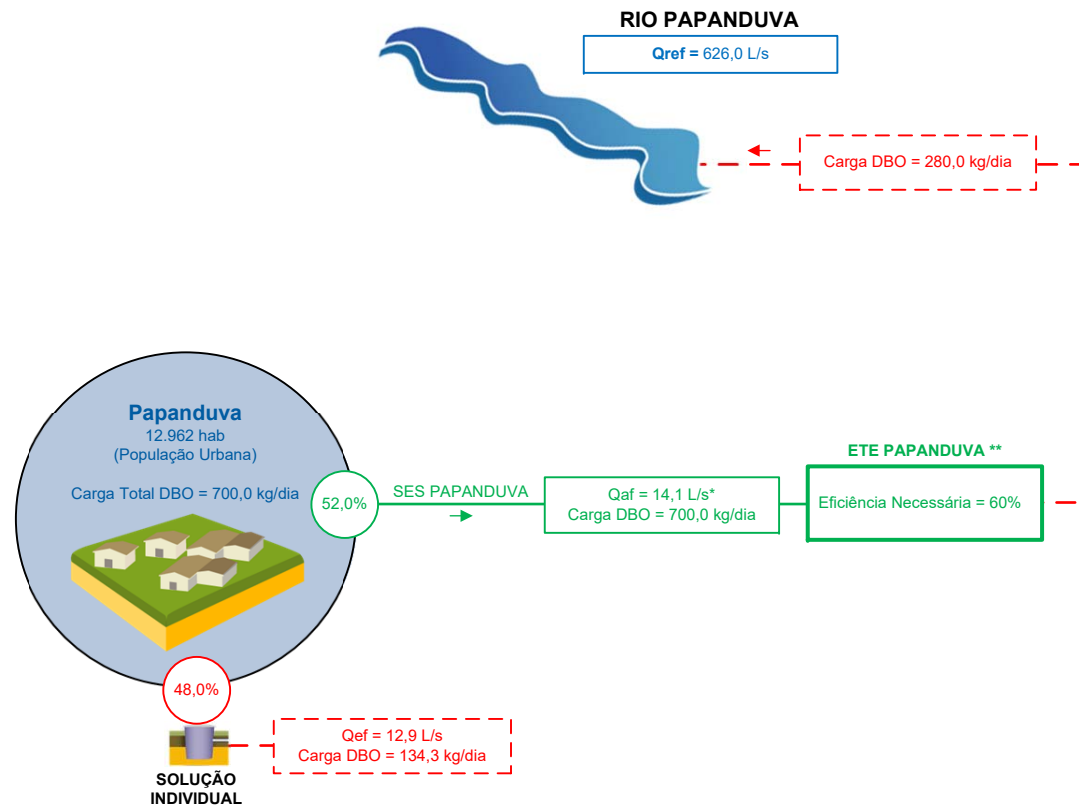 RIO PAPANDUVA
Qref = 626,0 L/s
Carga DBO = 280,0 kg/dia
Papanduva
12.962 hab
(População Urbana)
Carga Total DBO = 700,0 kg/dia
52,0%
SES PAPANDUVA
Qaf = 14,1 L/s*
Carga DBO = 700,0 kg/dia
ETE PAPANDUVA **
Eficiência Necessária = 60%
48,0%
Qef = 12,9 L/s
Carga DBO = 134,3 kg/dia
SOLUÇÃO
INDIVIDUAL